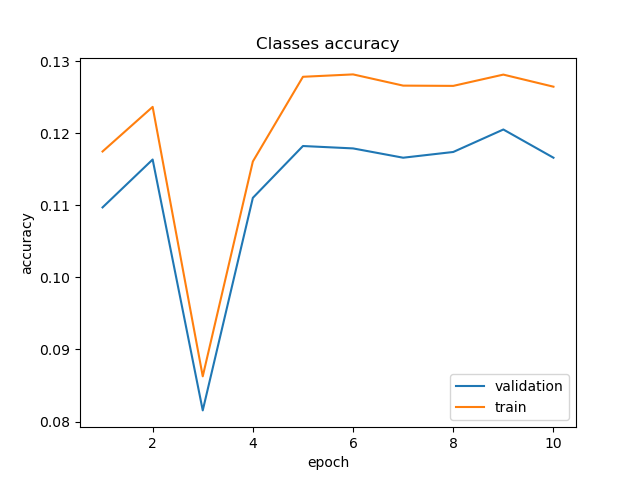 Classes accuracy
0.13
0.12
0.11
0.10
0.09
0.08
accuracy
2
4
6
8
10
epoch
validation
train